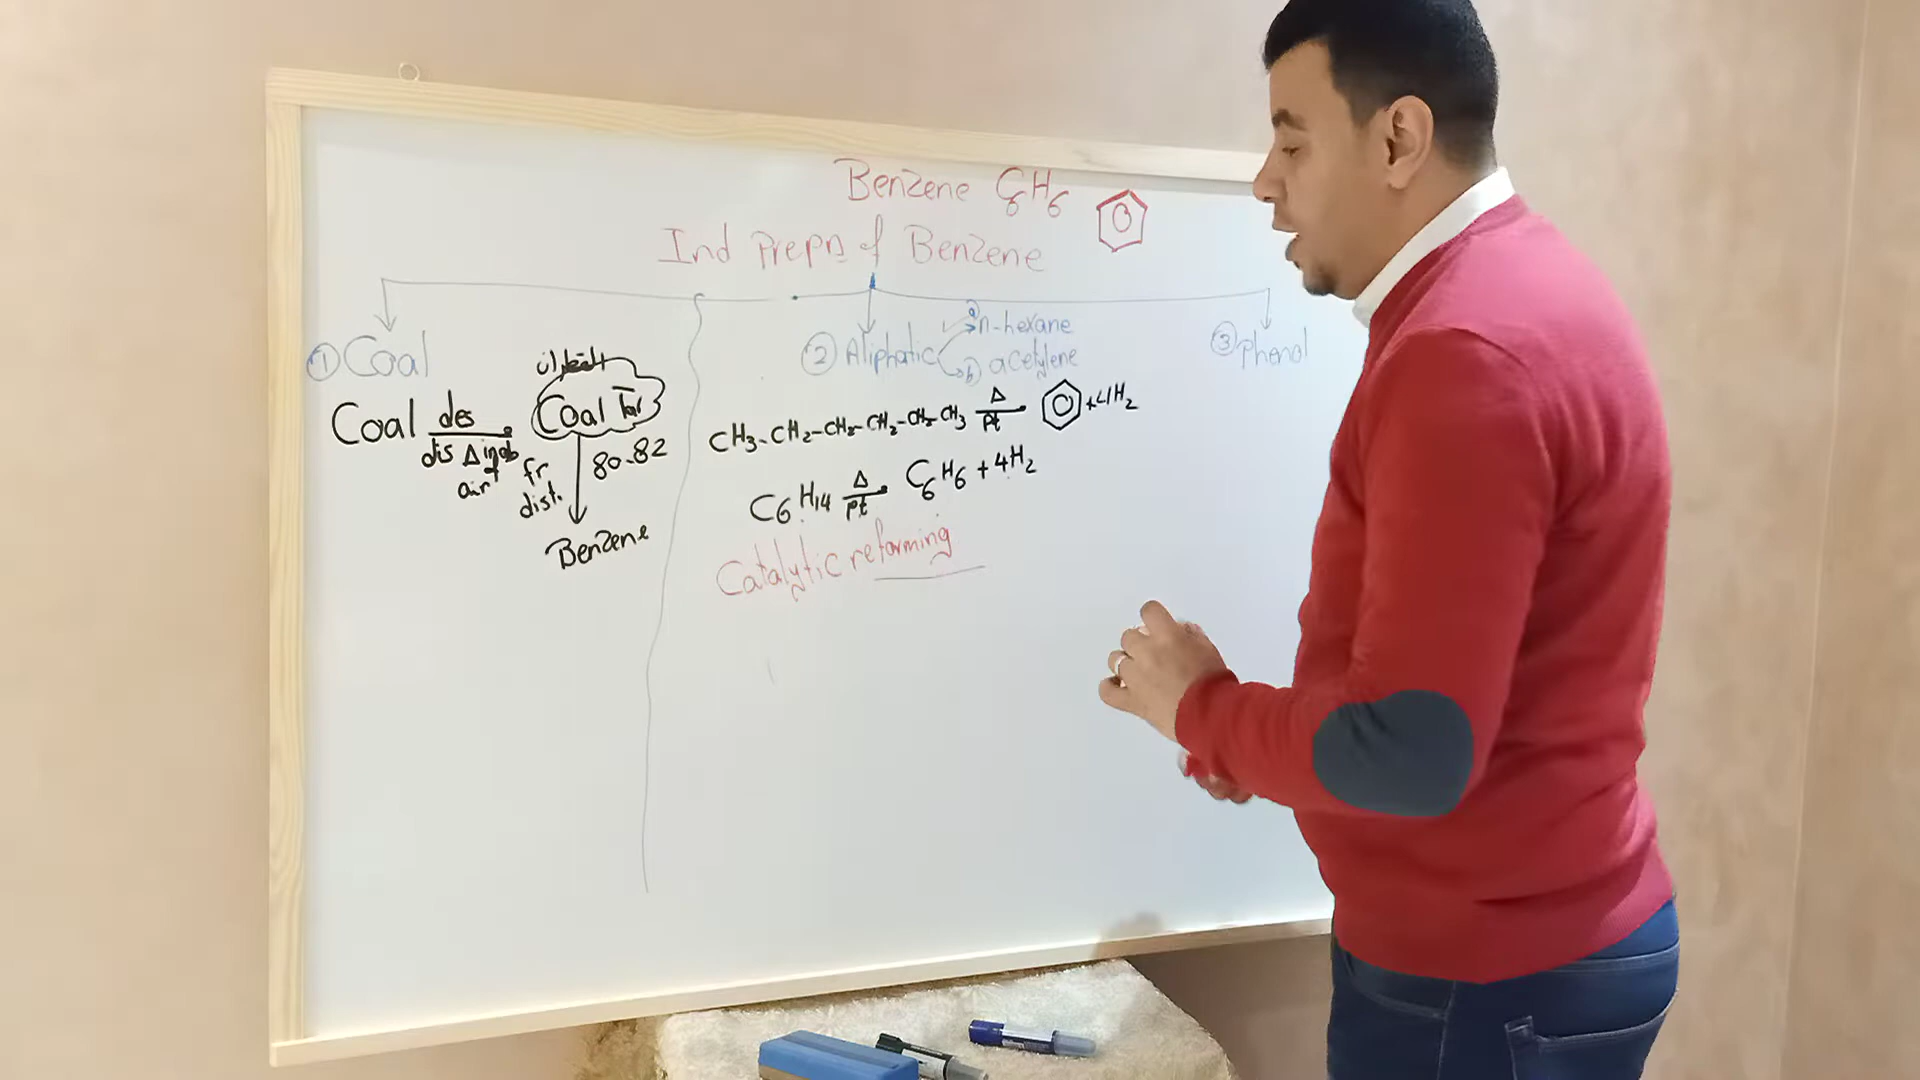 Benzene C6H6
Ind Prepn of Benzene
① Coal
القطران
Coal des dis Δ in ab air Coal Tar
fr dist. 80-82
Benzene
② Aliphatic
a) n-hexane
b) acetylene
CH3-CH2-CH2-CH2-CH2-CH3 Δ pt +4H2
C6H14 Δ pt C6H6 + 4H2
Catalytic reforming
③ phenol